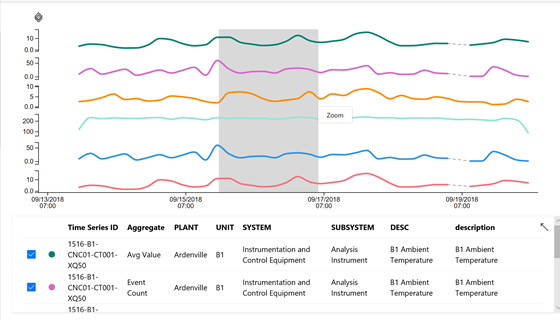 10
0.0
50
0.0
10
5
0.0
200
100
50
0.0
10
0.0
Zoom
09/13/2018 09/15/2018 09/17/2018 09/19/2018
07:00 07:00 07:00 07:00
Time Series ID Aggregate PLANT UNIT SYSTEM SUBSYSTEM DESC description
1516-B1-
CNC01-CT001-
XQ50
Avg Value Ardenville B1
Instrumentation and
Control Equipment
Analysis
Instrument
B1 Ambient
Temperature
B1 Ambient
Temperature
1516-B1-
CNC01-CT001-
XQ50
Event
Count
Ardenville B1
Instrumentation and
Control Equipment
Analysis
Instrument
B1 Ambient
Temperature
B1 Ambient
Temperature
1516-B1-